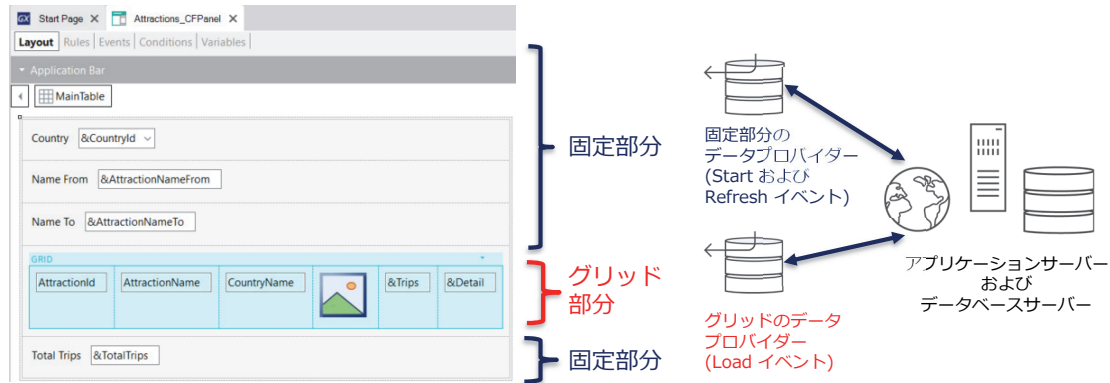 Start Page X Attractions_CFPanel X
Layout Rules Events Conditions Variables
Application Bar
MainTable
Country &CountryId
Name From &AttractionNameFrom
Name To &AttractionNameTo
GRID
AttractionId AttractionName CountryName &Trips &Detail
Total Trips &TotalTrips
固定部分
グリッド
部分
固定部分
固定部分の
データプロバイダー
(Start および
Refresh イベント)
グリッドのデータ
プロバイダー
(Load イベント)
アプリケーションサーバー
および
データベースサーバー